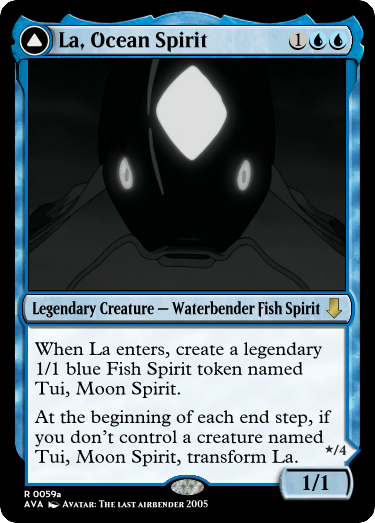 La, Ocean Spirit 1
Legendary Creature — Waterbender Fish Spirit
When La enters, create a legendary
1/1 blue Fish Spirit token named
Tui, Moon Spirit.
At the beginning of each end step, if
you don't control a creature named
Tui, Moon Spirit, transform La.
*/4
1/1
R 0059a
AVA Avatar: The last airbender 2005